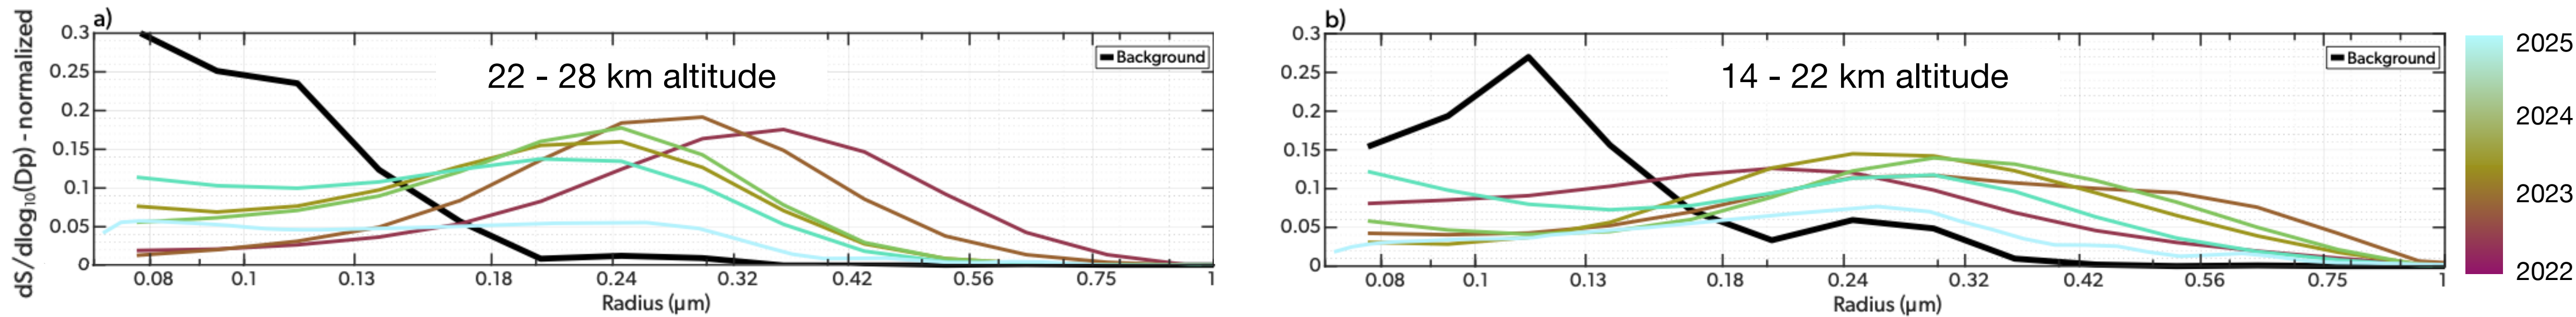 a)
dS/dlog10(Dp) - normalized
0.3
0.25
0.2
0.15
0.1
0.05
0
22 - 28 km altitude
Background
0.08 0.1 0.13 0.18 0.24 0.32 0.42 0.56 0.75 1
Radius (μm)
b)
0.3
0.25
0.2
0.15
0.1
0.05
0
14 - 22 km altitude
Background
0.08 0.1 0.13 0.18 0.24 0.32 0.42 0.56 0.75 1
Radius (μm)
2025
2024
2023
2022